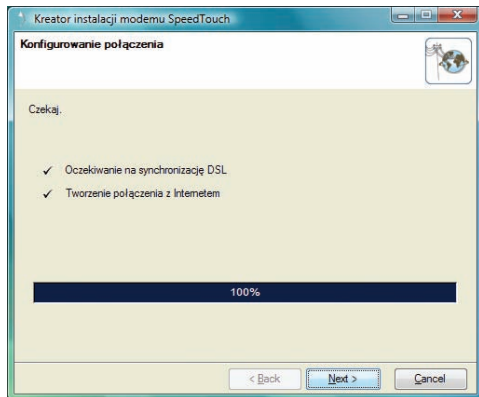 Kreator instalacji modemu SpeedTouch
Konfigurowanie połączenia
Czekaj.
✓ Oczekiwanie na synchronizację DSL
✓ Tworzenie połączenia z Internetem
100%
< Back Next > Cancel